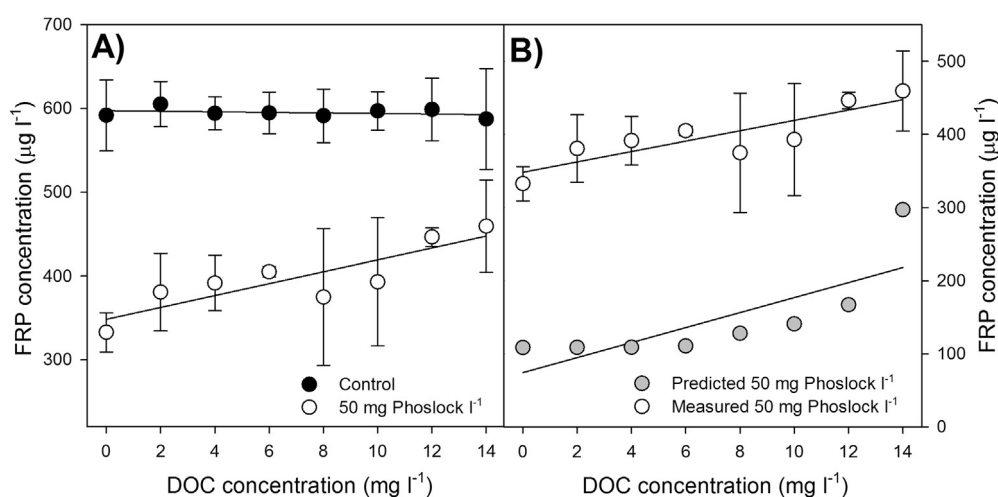 A)
FRP concentration (µg l⁻¹)
700
600
500
400
300
0 2 4 6 8 10 12 14
DOC concentration (mg l⁻¹)
Control
50 mg Phoslock l⁻¹
B)
500
400
300
200
100
0
FRP concentration (µg l⁻¹)
0 2 4 6 8 10 12 14
DOC concentration (mg l⁻¹)
Predicted 50 mg Phoslock l⁻¹
Measured 50 mg Phoslock l⁻¹